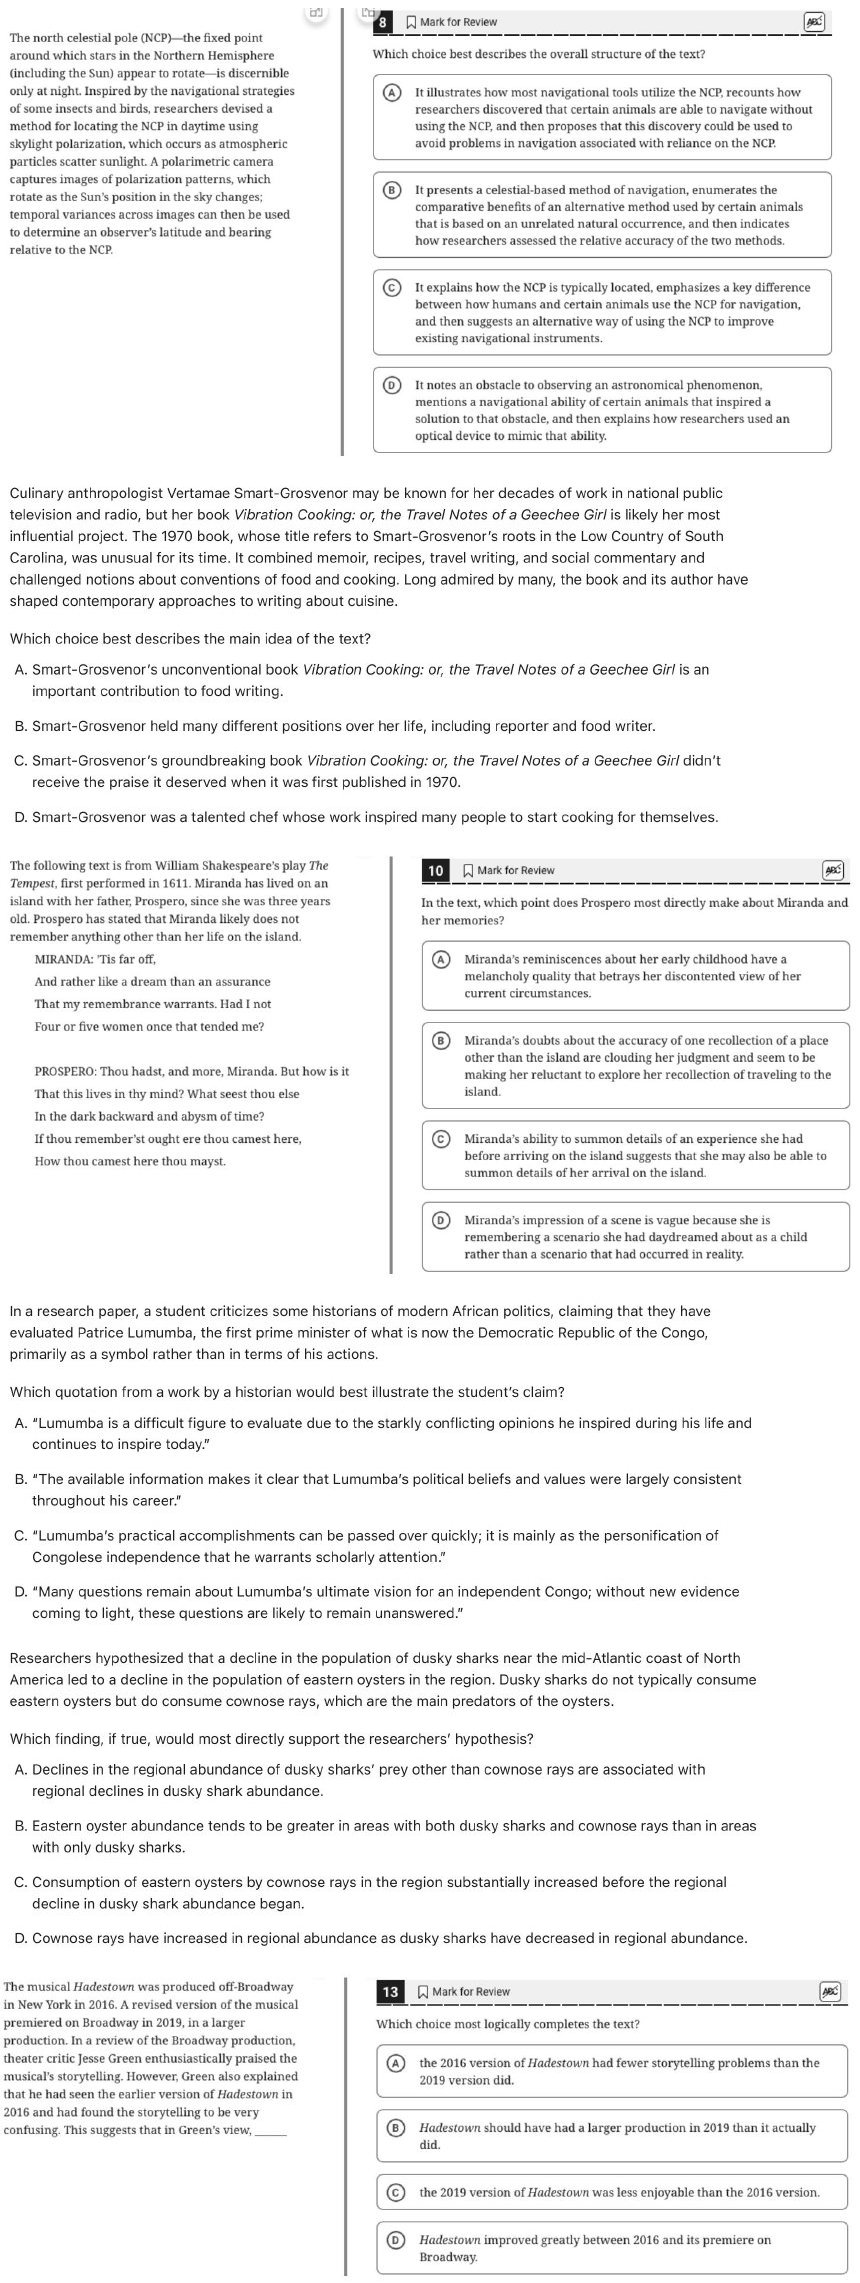 The north celestial pole (NCP)—the fixed point
around which stars in the Northern Hemisphere
(including the Sun) appear to rotate—is discernible
only at night. Inspired by the navigational strategies
of some insects and birds, researchers devised a
method for locating the NCP in daytime using
skylight polarization, which occurs as atmospheric
particles scatter sunlight. A polarimetric camera
captures images of polarization patterns, which
rotate as the Sun's position in the sky changes;
temporal variances across images can then be used
to determine an observer's latitude and bearing
relative to the NCP.
8 Mark for Review ABC
Which choice best describes the overall structure of the text?
A It illustrates how most navigational tools utilize the NCP, recounts how
researchers discovered that certain animals are able to navigate without
using the NCP, and then proposes that this discovery could be used to
avoid problems in navigation associated with reliance on the NCP.
B It presents a celestial-based method of navigation, enumerates the
comparative benefits of an alternative method used by certain animals
that is based on an unrelated natural occurrence, and then indicates
how researchers assessed the relative accuracy of the two methods.
C It explains how the NCP is typically located, emphasizes a key difference
between how humans and certain animals use the NCP for navigation,
and then suggests an alternative way of using the NCP to improve
existing navigational instruments.
D It notes an obstacle to observing an astronomical phenomenon,
mentions a navigational ability of certain animals that inspired a
solution to that obstacle, and then explains how researchers used an
optical device to mimic that ability.
Culinary anthropologist Vertamae Smart-Grosvenor may be known for her decades of work in national public
television and radio, but her book Vibration Cooking: or, the Travel Notes of a Geechee Girl is likely her most
influential project. The 1970 book, whose title refers to Smart-Grosvenor's roots in the Low Country of South
Carolina, was unusual for its time. It combined memoir, recipes, travel writing, and social commentary and
challenged notions about conventions of food and cooking. Long admired by many, the book and its author have
shaped contemporary approaches to writing about cuisine.
Which choice best describes the main idea of the text?
A. Smart-Grosvenor's unconventional book Vibration Cooking: or, the Travel Notes of a Geechee Girl is an
important contribution to food writing.
B. Smart-Grosvenor held many different positions over her life, including reporter and food writer.
C. Smart-Grosvenor's groundbreaking book Vibration Cooking: or, the Travel Notes of a Geechee Girl didn't
receive the praise it deserved when it was first published in 1970.
D. Smart-Grosvenor was a talented chef whose work inspired many people to start cooking for themselves.
The following text is from William Shakespeare's play The
Tempest, first performed in 1611. Miranda has lived on an
island with her father, Prospero, since she was three years
old. Prospero has stated that Miranda likely does not
remember anything other than her life on the island.
MIRANDA: 'Tis far off,
And rather like a dream than an assurance
That my remembrance warrants. Had I not
Four or five women once that tended me?
PROSPERO: Thou hadst, and more, Miranda. But how is it
That this lives in thy mind? What seest thou else
In the dark backward and abysm of time?
If thou remember'st ought ere thou camest here,
How thou camest here thou mayst.
10 Mark for Review ABC
In the text, which point does Prospero most directly make about Miranda and
her memories?
A Miranda's reminiscences about her early childhood have a
melancholy quality that betrays her discontented view of her
current circumstances.
B Miranda's doubts about the accuracy of one recollection of a place
other than the island are clouding her judgment and seem to be
making her reluctant to explore her recollection of traveling to the
island.
C Miranda's ability to summon details of an experience she had
before arriving on the island suggests that she may also be able to
summon details of her arrival on the island.
D Miranda's impression of a scene is vague because she is
remembering a scenario she had daydreamed about as a child
rather than a scenario that had occurred in reality.
In a research paper, a student criticizes some historians of modern African politics, claiming that they have
evaluated Patrice Lumumba, the first prime minister of what is now the Democratic Republic of the Congo,
primarily as a symbol rather than in terms of his actions.
Which quotation from a work by a historian would best illustrate the student's claim?
A. "Lumumba is a difficult figure to evaluate due to the starkly conflicting opinions he inspired during his life and
continues to inspire today."
B. "The available information makes it clear that Lumumba's political beliefs and values were largely consistent
throughout his career."
C. "Lumumba's practical accomplishments can be passed over quickly; it is mainly as the personification of
Congolese independence that he warrants scholarly attention."
D. "Many questions remain about Lumumba's ultimate vision for an independent Congo; without new evidence
coming to light, these questions are likely to remain unanswered."
Researchers hypothesized that a decline in the population of dusky sharks near the mid-Atlantic coast of North
America led to a decline in the population of eastern oysters in the region. Dusky sharks do not typically consume
eastern oysters but do consume cownose rays, which are the main predators of the oysters.
Which finding, if true, would most directly support the researchers' hypothesis?
A. Declines in the regional abundance of dusky sharks' prey other than cownose rays are associated with
regional declines in dusky shark abundance.
B. Eastern oyster abundance tends to be greater in areas with both dusky sharks and cownose rays than in areas
with only dusky sharks.
C. Consumption of eastern oysters by cownose rays in the region substantially increased before the regional
decline in dusky shark abundance began.
D. Cownose rays have increased in regional abundance as dusky sharks have decreased in regional abundance.
The musical Hadestown was produced off-Broadway
in New York in 2016. A revised version of the musical
premiered on Broadway in 2019, in a larger
production. In a review of the Broadway production,
theater critic Jesse Green enthusiastically praised the
musical's storytelling. However, Green also explained
that he had seen the earlier version of Hadestown in
2016 and had found the storytelling to be very
confusing. This suggests that in Green's view, ______
13 Mark for Review ABC
Which choice most logically completes the text?
A the 2016 version of Hadestown had fewer storytelling problems than the
2019 version did.
B Hadestown should have had a larger production in 2019 than it actually
did.
C the 2019 version of Hadestown was less enjoyable than the 2016 version.
D Hadestown improved greatly between 2016 and its premiere on
Broadway.